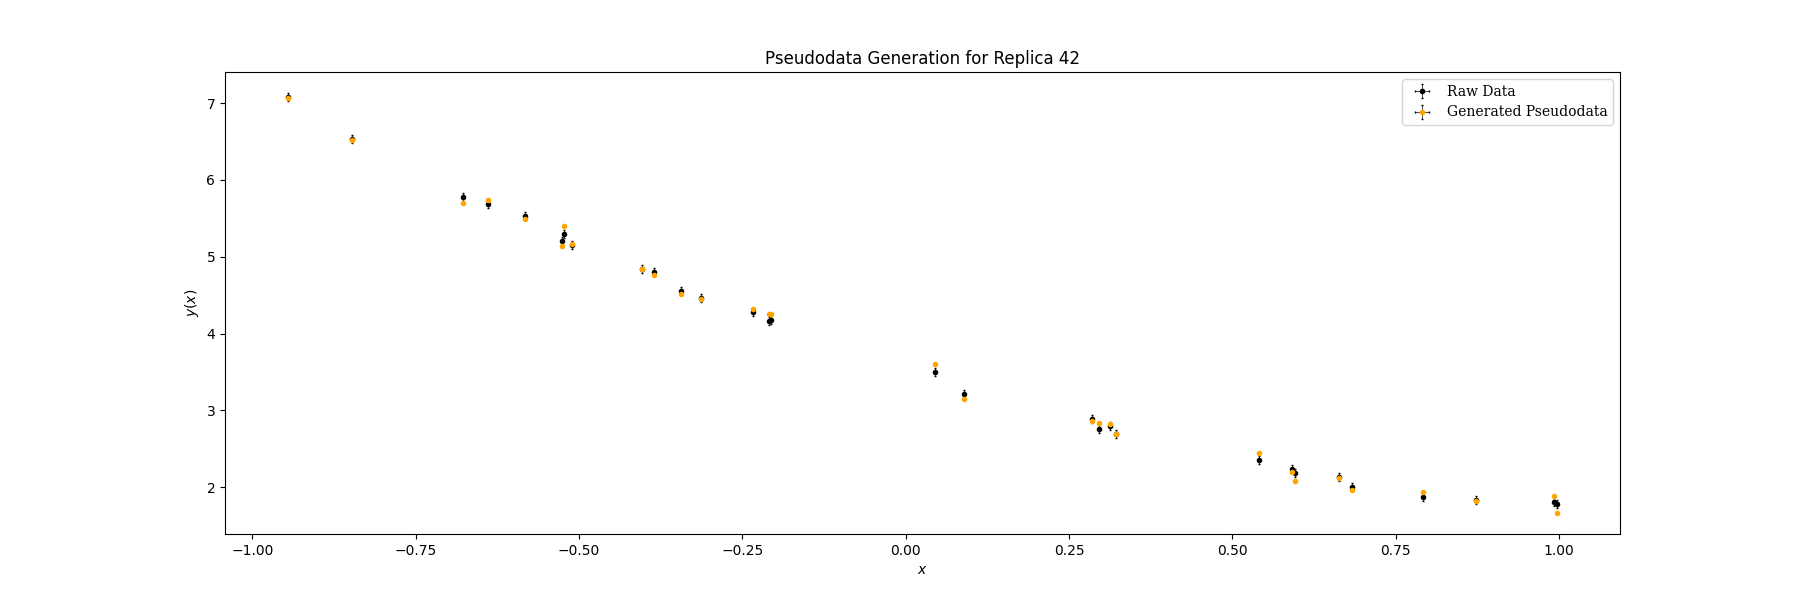 Pseudodata Generation for Replica 42
Raw Data
Generated Pseudodata
7
6
5
4
3
2
y(x)
−1.00 −0.75 −0.50 −0.25 0.00 0.25 0.50 0.75 1.00
x